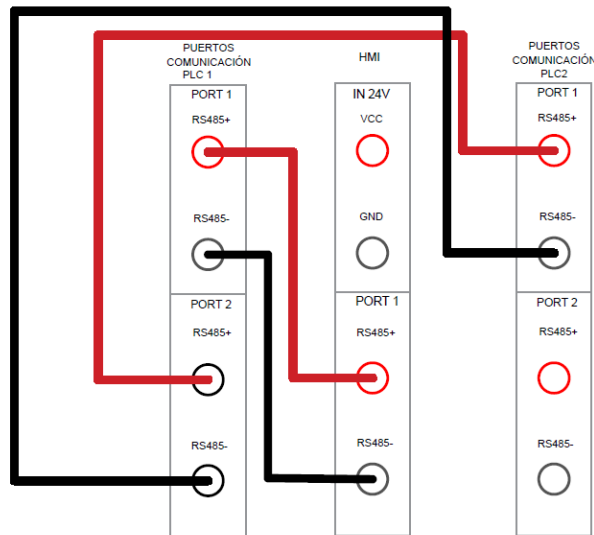 PUERTOS
COMUNICACIÓN
PLC 1
PORT 1
RS485+
RS485-
PORT 2
RS485+
RS485-
HMI
IN 24V
VCC
GND
PORT 1
RS485+
RS485-
PUERTOS
COMUNICACIÓN
PLC2
PORT 1
RS485+
RS485-
PORT 2
RS485+
RS485-